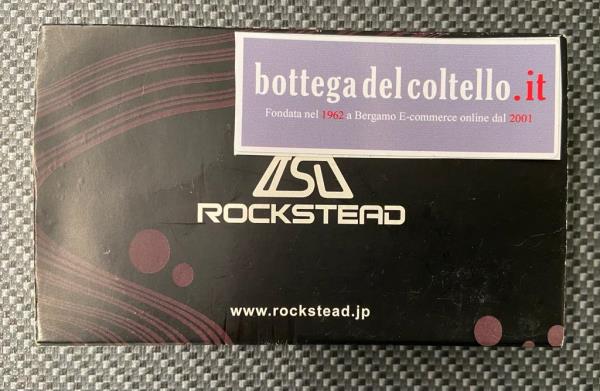 bottega del coltello.it
Fondata nel 1962 a Bergamo E-commerce online dal 2001
ROCKSTEAD
www.rockstead.jp